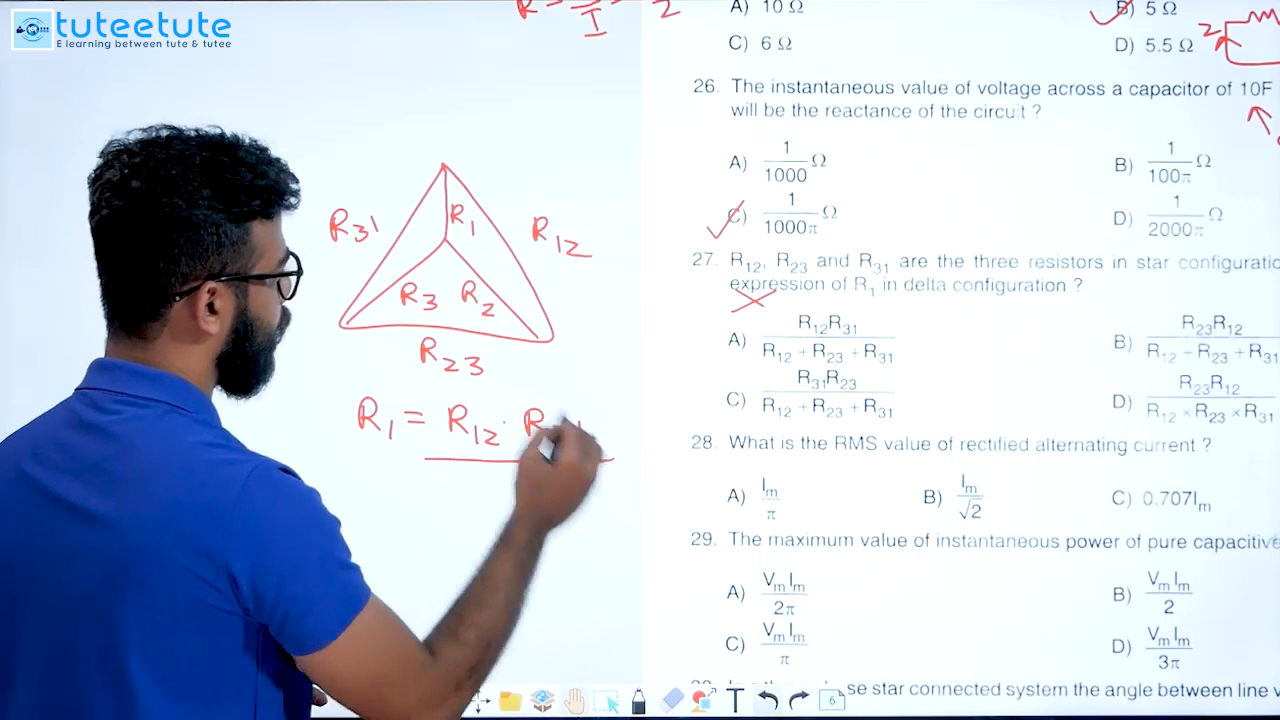 tuteetute
E learning between tute & tutee
I
2
A) 10 Ω
B) 5 Ω
C) 6 Ω
D) 5.5 Ω
2
26. The instantaneous value of voltage across a capacitor of 10F
will be the reactance of the circuit ?
A) 1/1000 Ω
B) 1/100π Ω
C) 1/1000π Ω
D) 1/2000π Ω
27. R12, R23 and R31 are the three resistors in star
expression of R1 in delta configuration ?
A) R12R31 / R12 + R23 + R31
B) R23R12 / R12 - R23 + R31
C) R31R23 / R12 + R23 + R31
D) R23R12 / R12 × R23 × R31
28. What is the RMS value of rectified alternating current ?
A) Im/π
B) Im/√2
C) 0.707Im
29. The maximum value of instantaneous power of pure
A) VmIm/2π
B) VmIm/2
C) VmIm/π
D) VmIm/3π
se star connected system the angle between line
R31
R1
R12
R3
R2
R23
R1 = R12 . R
T
6